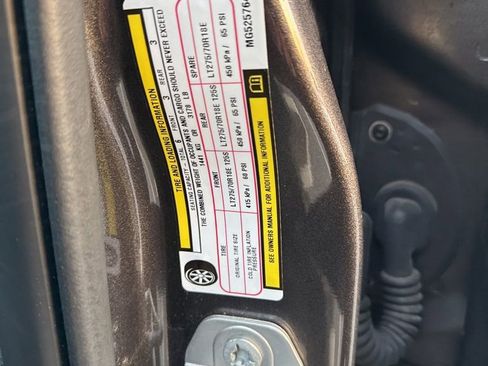 TIRE AND LOADING INFORMATION
SEATING CAPACITY - TOTAL 6 FRONT 3 REAR 3
THE COMBINED WEIGHT OF OCCUPANTS AND CARGO SHOULD NEVER EXCEED
1441 KG OR 3178 LB
TIRE FRONT REAR SPARE
ORIGINAL TIRE SIZE LT275/70R18E 125S LT275/70R18E 125S LT275/70R18E
COLD TIRE INFLATION PRESSURE 415 kPa / 60 PSI 450 kPa / 65 PSI 450 kPa / 65 PSI
SEE OWNERS MANUAL FOR ADDITIONAL INFORMATION
MG52576